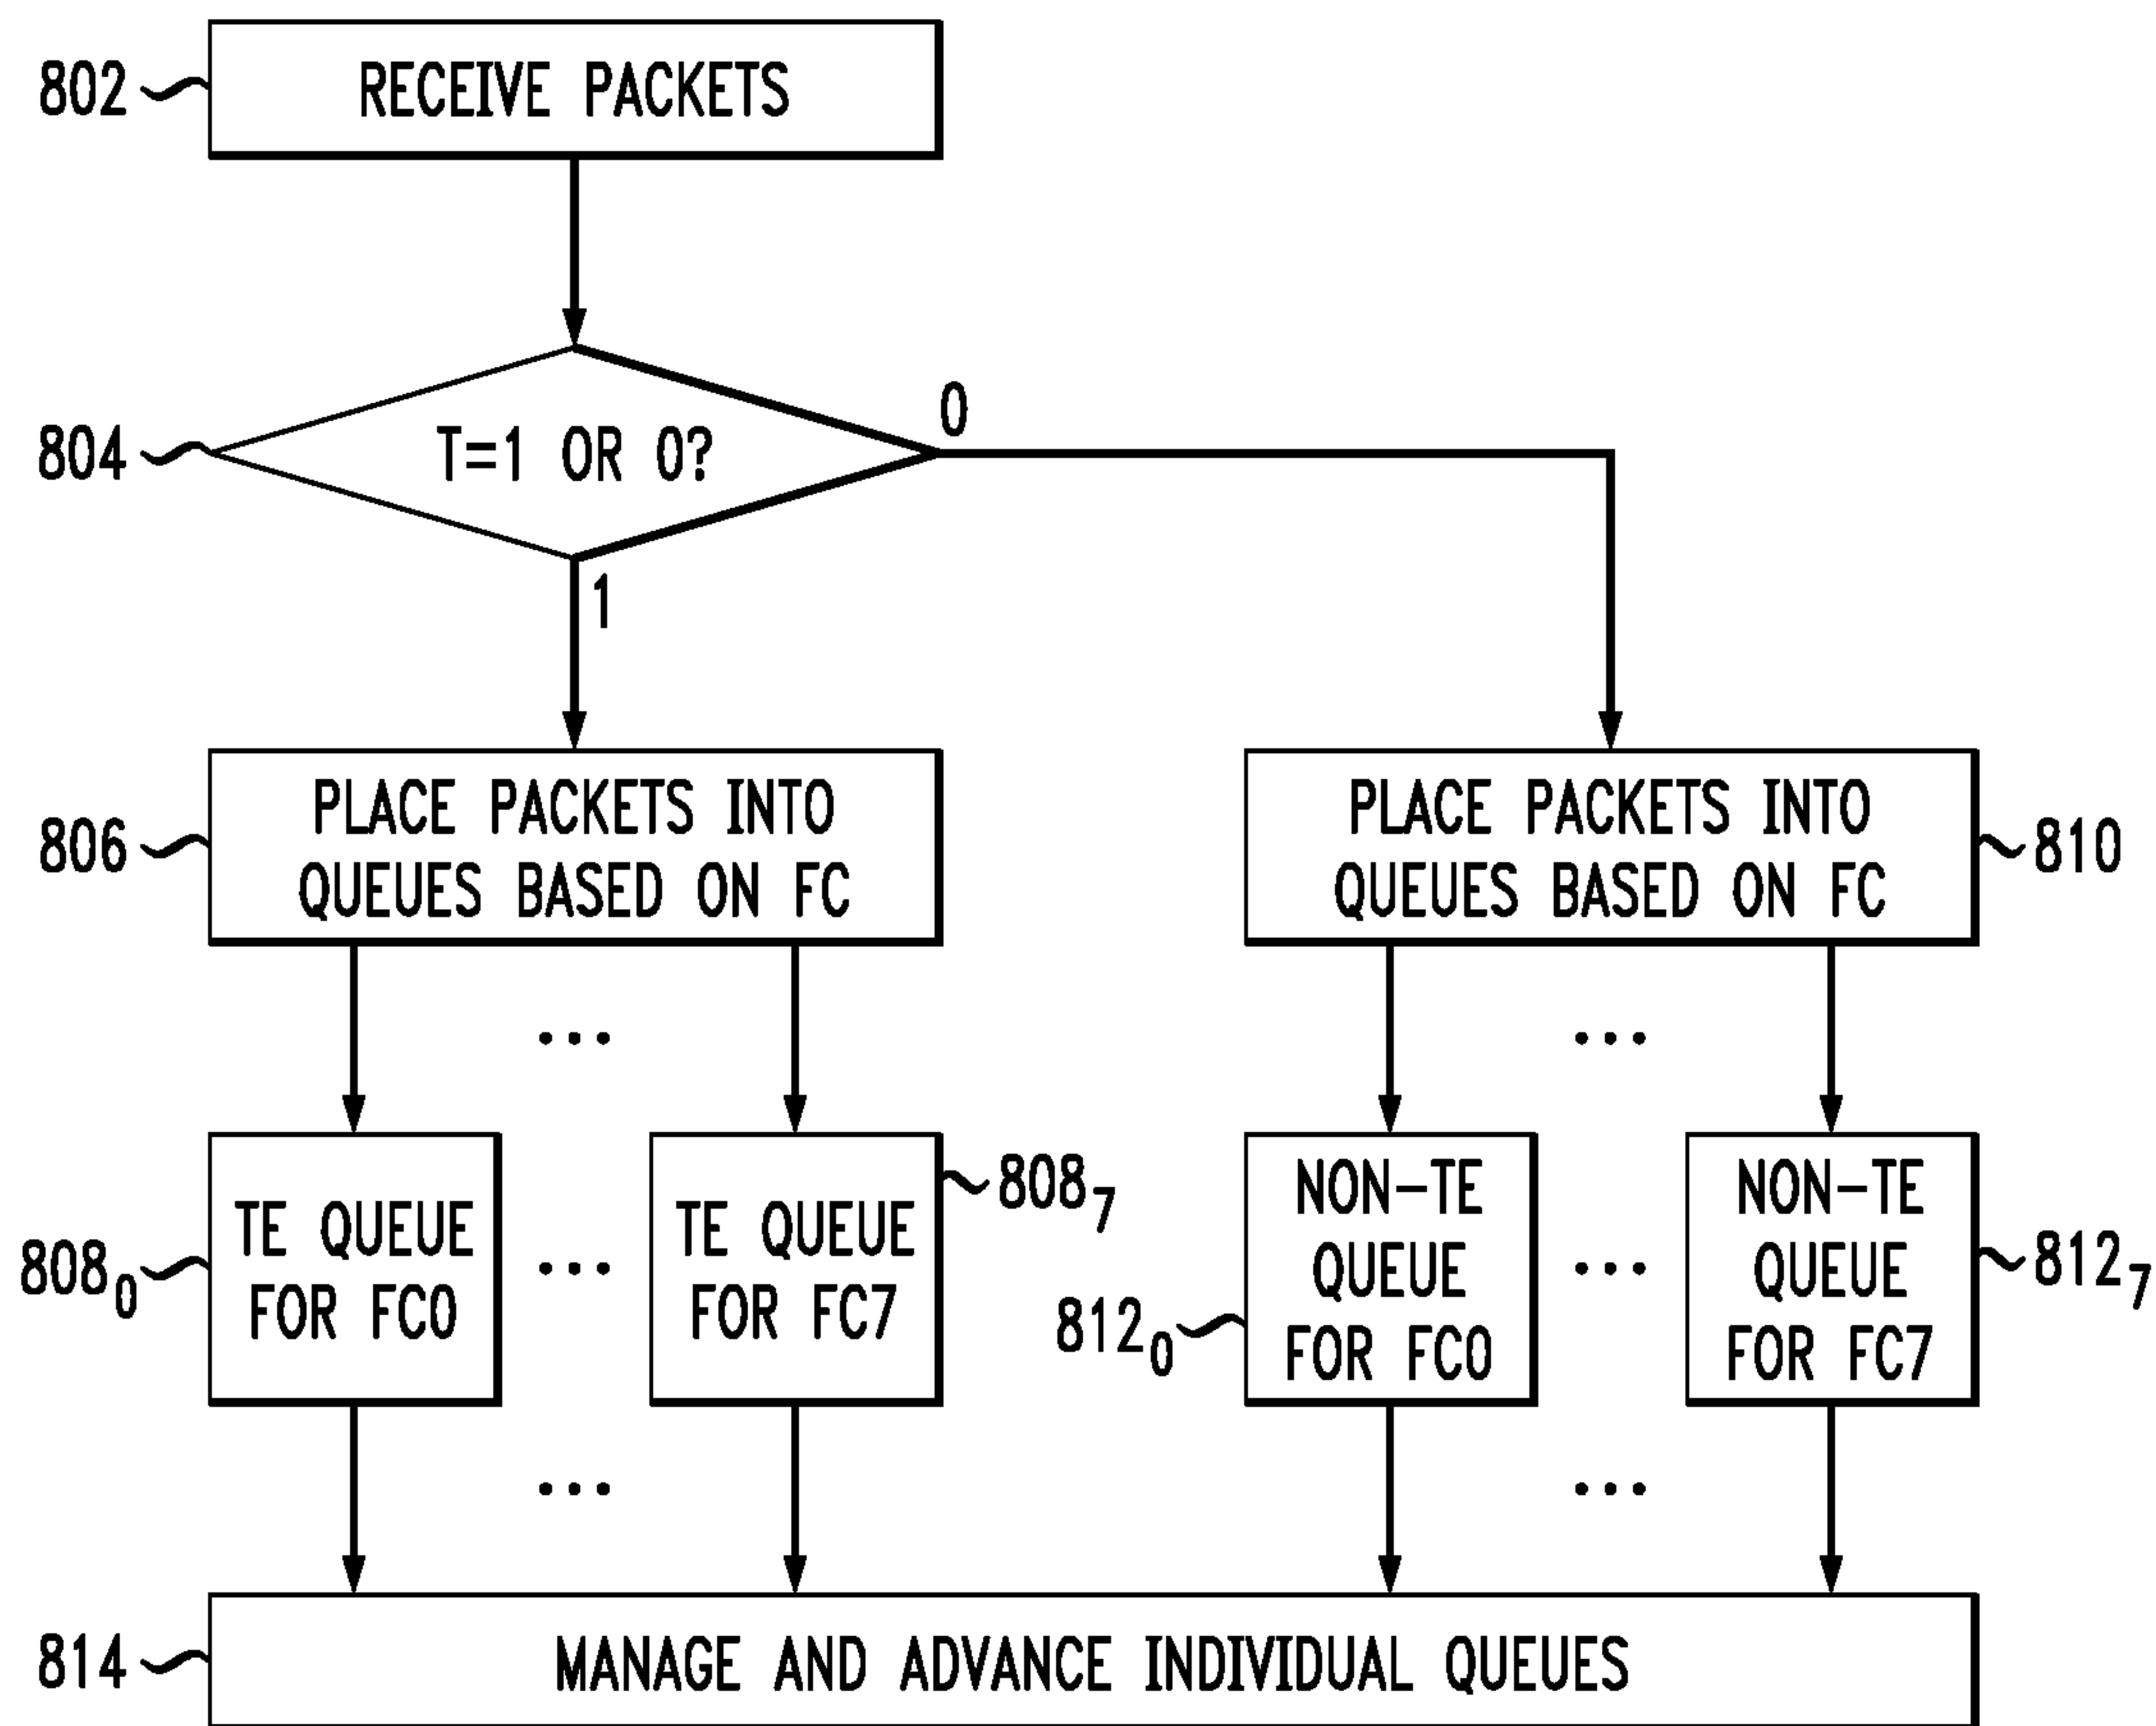 802
RECEIVE PACKETS
804
T=1 OR 0?
0
1
806
PLACE PACKETS INTO
QUEUES BASED ON FC
PLACE PACKETS INTO
QUEUES BASED ON FC
810
...
...
808₀
TE QUEUE
FOR FC0
...
TE QUEUE
FOR FC7
808₇
812₀
NON-TE
QUEUE
FOR FC0
...
NON-TE
QUEUE
FOR FC7
812₇
...
...
814
MANAGE AND ADVANCE INDIVIDUAL QUEUES